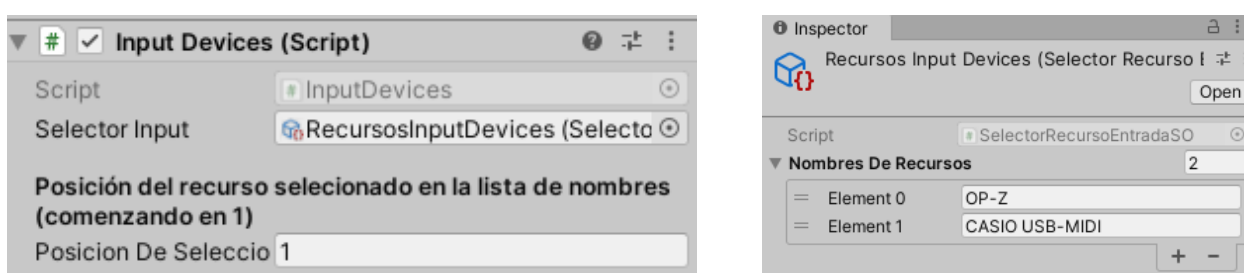 Input Devices (Script)
Script InputDevices
Selector Input RecursosInputDevices (Selecto
Posición del recurso selecionado en la lista de nombres
(comenzando en 1)
Posicion De Seleccio 1
Inspector
Recursos Input Devices (Selector Recurso E
Open
Script SelectorRecursoEntradaSO
Nombres De Recursos 2
Element 0 OP-Z
Element 1 CASIO USB-MIDI
+ -